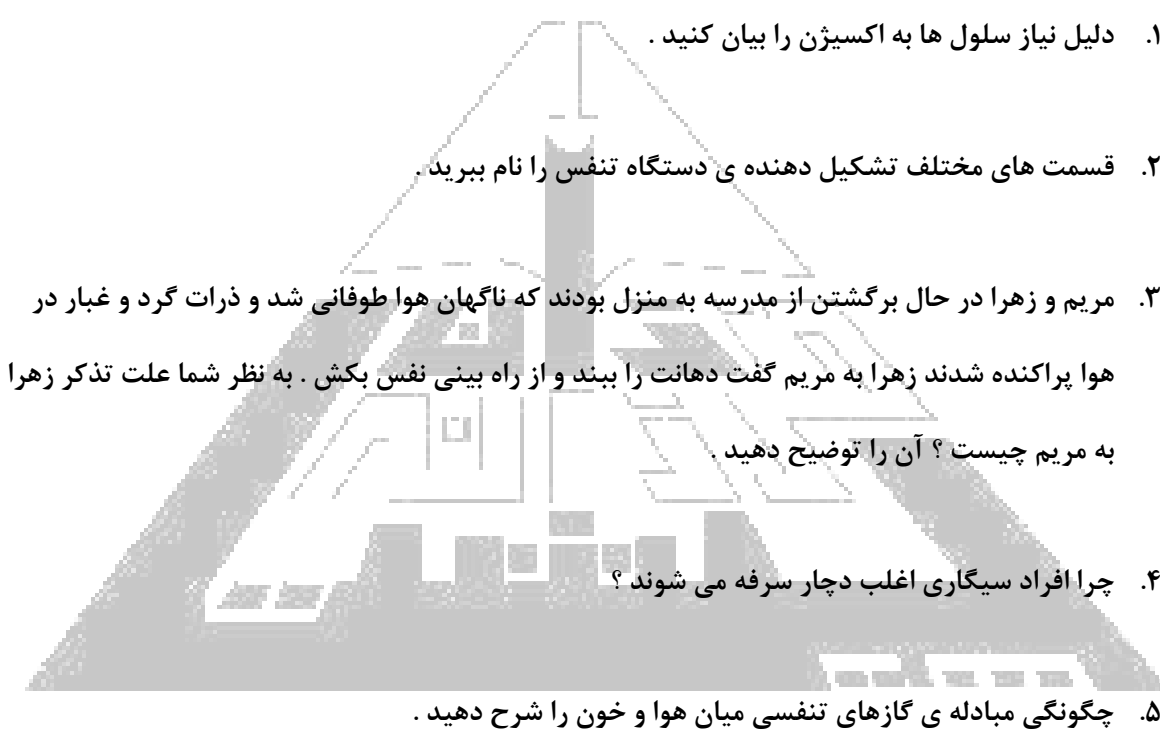 ۱. دلیل نیاز سلول ها به اکسیژن را بیان کنید .
۲. قسمت های مختلف تشکیل دهنده ی دستگاه تنفس را نام ببرید .
۳. مریم و زهرا در حال برگشتن از مدرسه به منزل بودند که ناگهان هوا طوفانی شد و ذرات گرد و غبار در
هوا پراکنده شدند زهرا به مریم گفت دهانت را ببند و از راه بینی نفس بکش . به نظر شما علت تذکر زهرا
به مریم چیست ؟ آن را توضیح دهید .
۴. چرا افراد سیگاری اغلب دچار سرفه می شوند ؟
۵. چگونگی مبادله ی گازهای تنفسی میان هوا و خون را شرح دهید .